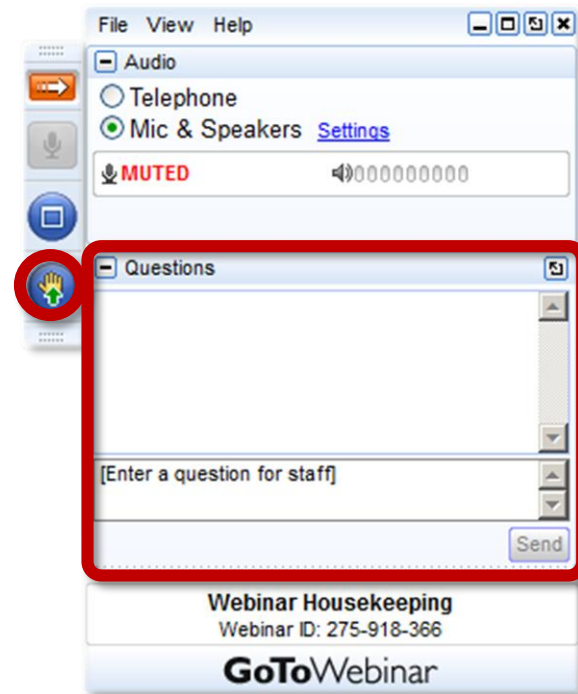 File View Help
Audio
Telephone
Mic & Speakers Settings
MUTED 000000000
Questions
[Enter a question for staff]
Send
Webinar Housekeeping
Webinar ID: 275-918-366
GoToWebinar